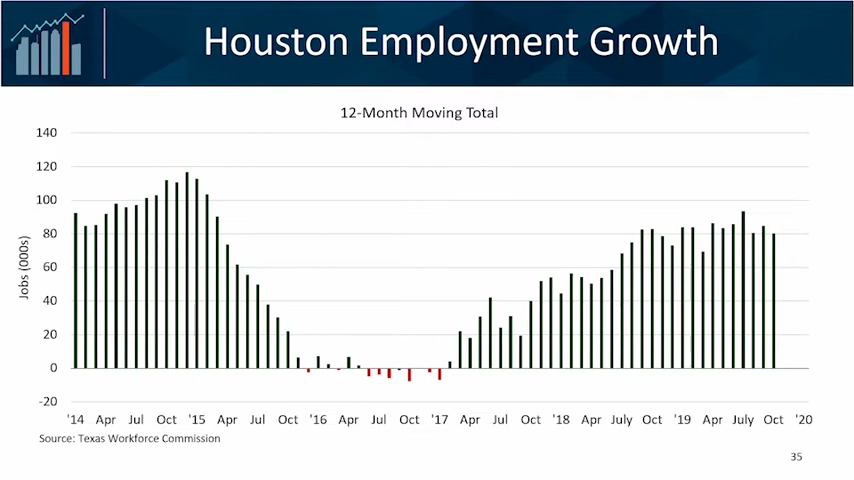 Houston Employment Growth
12-Month Moving Total
140
120
100
80
60
40
20
0
-20
Jobs (000s)
'14 Apr Jul Oct '15 Apr Jul Oct '16 Apr Jul Oct '17 Apr Jul Oct '18 Apr July Oct '19 Apr July Oct '20
Source: Texas Workforce Commission
35